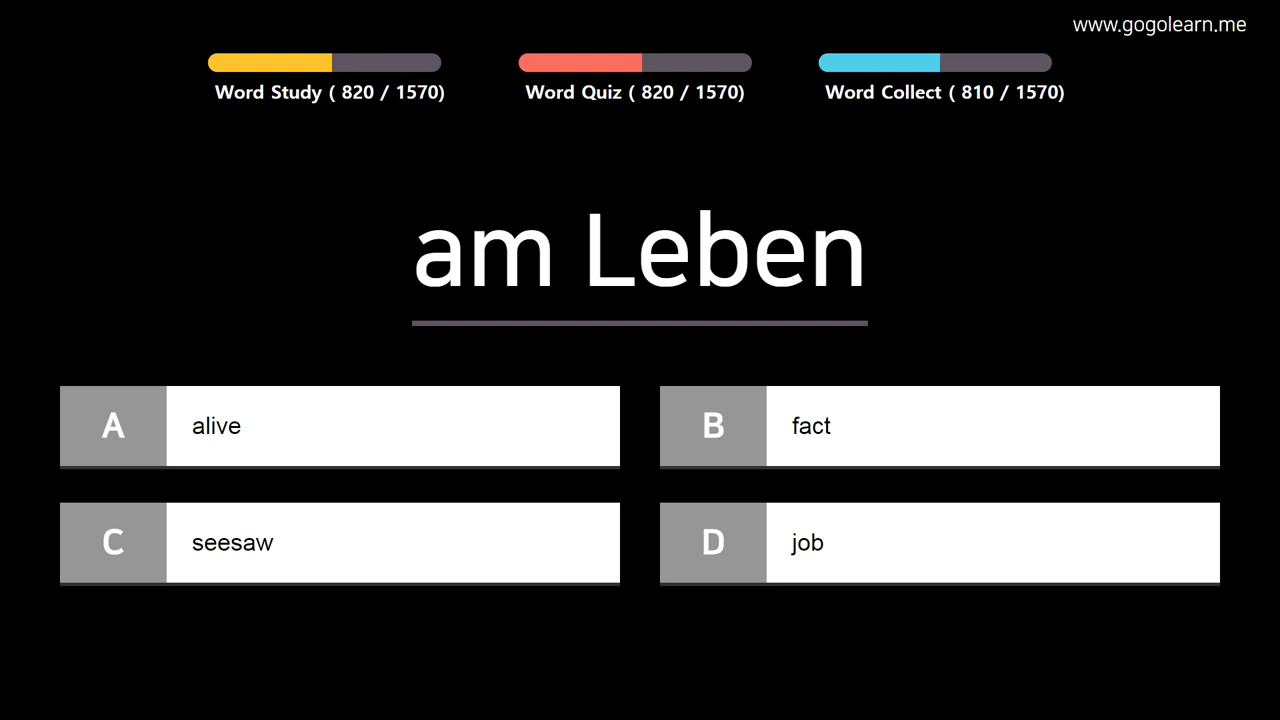 www.gogolearn.me
Word Study ( 820 / 1570)
Word Quiz ( 820 / 1570)
Word Collect ( 810 / 1570)
am Leben
A alive
B fact
C seesaw
D job